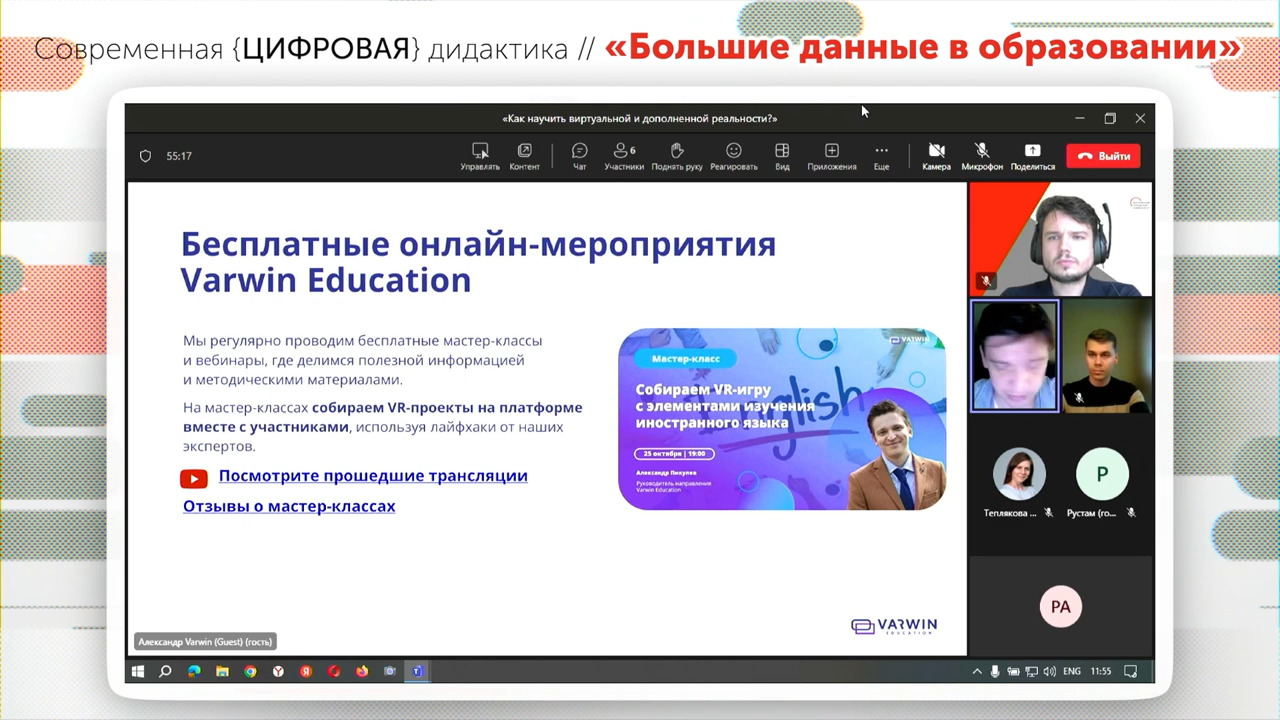 Современная {ЦИФРОВАЯ} дидактика // «Большие данные в образовании»
«Как научить виртуальной и дополненной реальности?»
55:17
Управлять
Контент
Чат
6
Участники
Поднять руку
Реагировать
Вид
Приложения
Еще
Камера
Микрофон
Поделиться
Выйти
Бесплатные онлайн-мероприятия
Varwin Education
Мы регулярно проводим бесплатные мастер-классы
и вебинары, где делимся полезной информацией
и методическими материалами.
На мастер-классах собираем VR-проекты на платформе
вместе с участниками, используя лайфхаки от наших
экспертов.
Посмотрите прошедшие трансляции
Отзывы о мастер-классах
VARWIN
Мастер-класс
English
Собираем VR-игру
с элементами изучения
иностранного языка
25 октября | 19:00
Александр Пикулев
Руководитель направления
Varwin Education
Теплякова ...
Р
Рустам (го...
РА
VARWIN
EDUCATION
Александр Varwin (Guest) (гость)
ENG
11:55